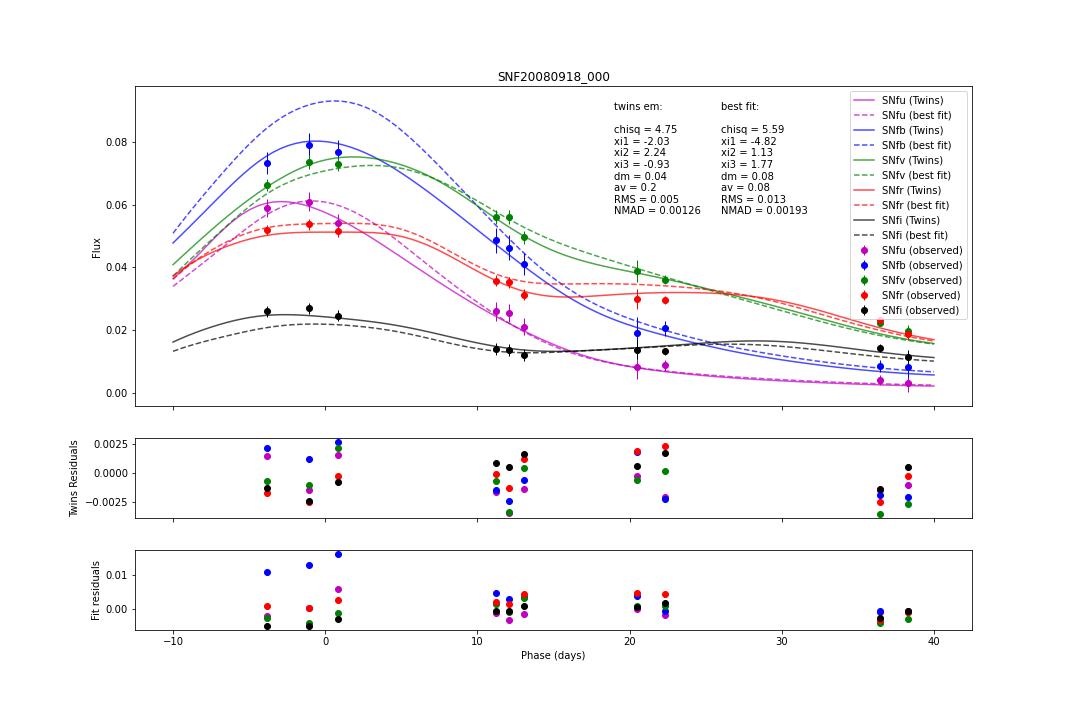 SNF20080918_000
Flux
0.08
0.06
0.04
0.02
0.00
twins em:
chisq = 4.75
xi1 = -2.03
xi2 = 2.24
xi3 = -0.93
dm = 0.04
av = 0.2
RMS = 0.005
NMAD = 0.00126
best fit:
chisq = 5.59
xi1 = -4.82
xi2 = 1.13
xi3 = 1.77
dm = 0.08
av = 0.08
RMS = 0.013
NMAD = 0.00193
SNfu (Twins)
SNfu (best fit)
SNfb (Twins)
SNfb (best fit)
SNfv (Twins)
SNfv (best fit)
SNfr (Twins)
SNfr (best fit)
SNfi (Twins)
SNfi (best fit)
SNfu (observed)
SNfb (observed)
SNfv (observed)
SNfr (observed)
SNfi (observed)
−10
0
10
20
30
40
Twins Residuals
0.0025
0.0000
−0.0025
Fit residuals
0.01
0.00
−10
0
10
20
30
40
Phase (days)